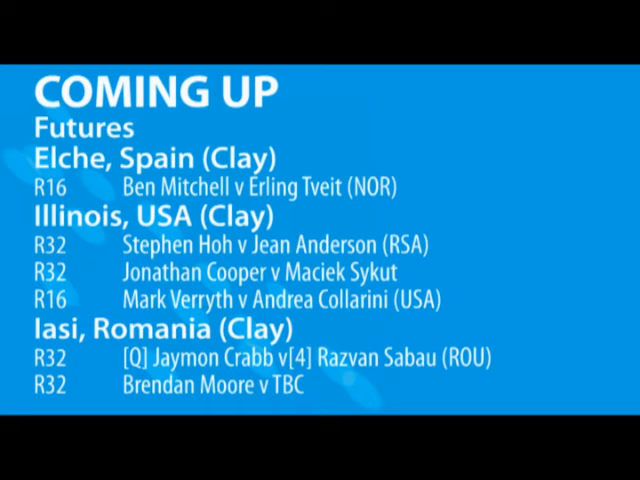 COMING UP
Futures
Elche, Spain (Clay)
R16 Ben Mitchell v Erling Tveit (NOR)
Illinois, USA (Clay)
R32 Stephen Hoh v Jean Anderson (RSA)
R32 Jonathan Cooper v Maciek Sykut
R16 Mark Verryth v Andrea Collarini (USA)
Iasi, Romania (Clay)
R32 [Q] Jaymon Crabb v[4] Razvan Sabau (ROU)
R32 Brendan Moore v TBC